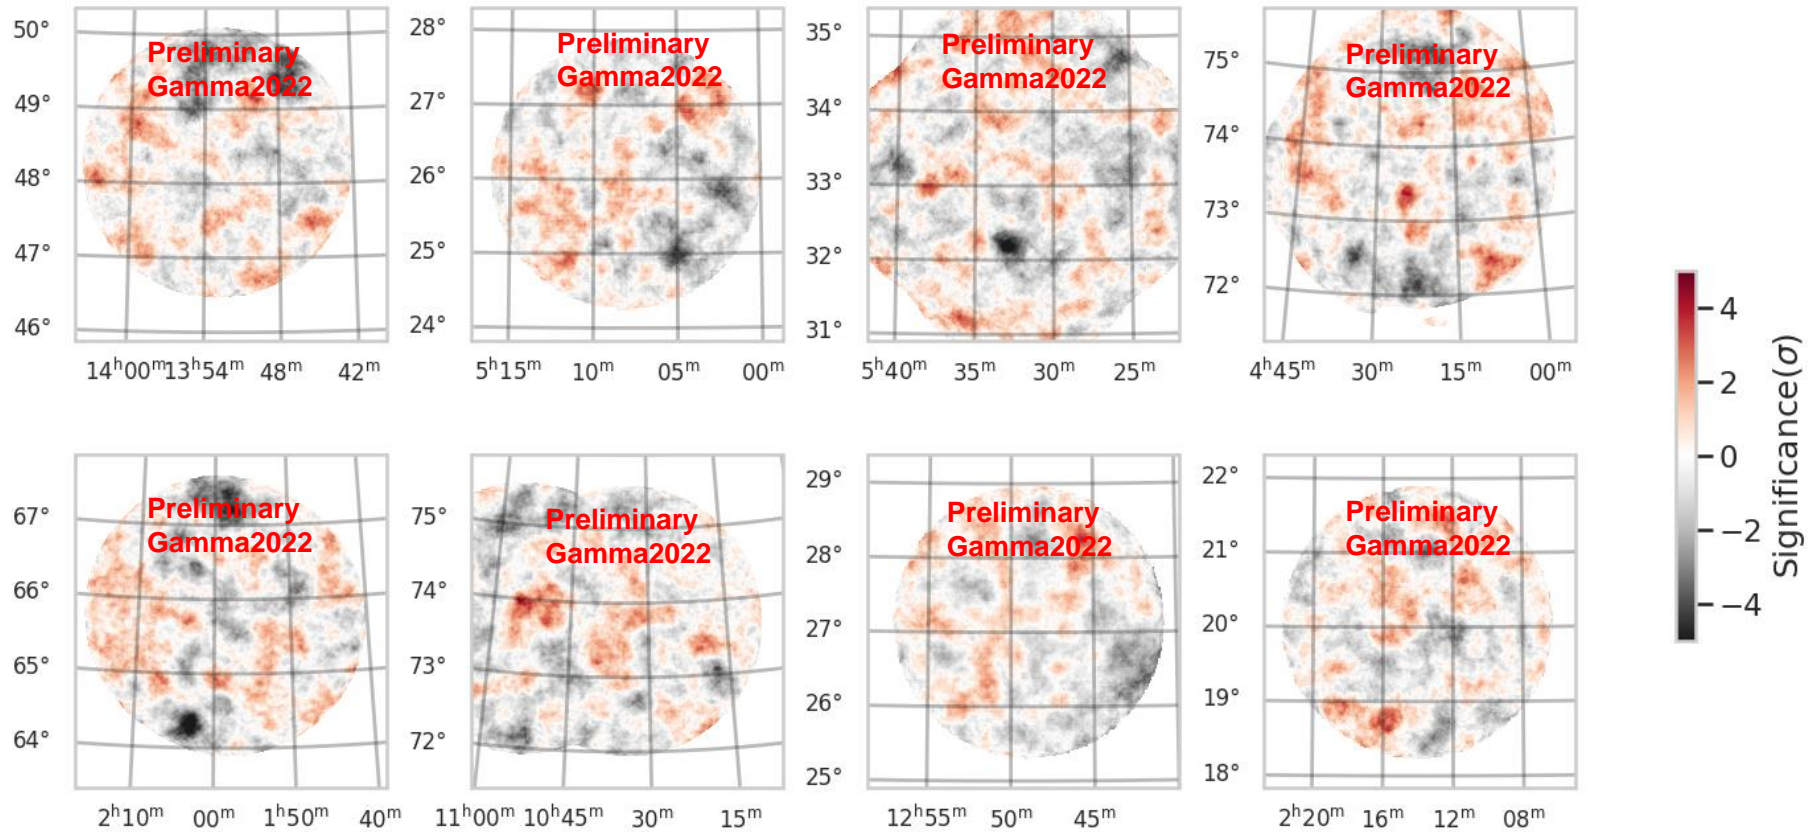 50°
49°
48°
47°
46°
Preliminary
Gamma2022
14ʰ00ᵐ 13ʰ54ᵐ 48ᵐ 42ᵐ
28°
27°
26°
25°
24°
Preliminary
Gamma2022
5ʰ15ᵐ 10ᵐ 05ᵐ 00ᵐ
35°
34°
33°
32°
31°
Preliminary
Gamma2022
5ʰ40ᵐ 35ᵐ 30ᵐ 25ᵐ
75°
74°
73°
72°
Preliminary
Gamma2022
4ʰ45ᵐ 30ᵐ 15ᵐ 00ᵐ
67°
66°
65°
64°
Preliminary
Gamma2022
2ʰ10ᵐ 00ᵐ 1ʰ50ᵐ 40ᵐ
75°
74°
73°
72°
Preliminary
Gamma2022
11ʰ00ᵐ 10ʰ45ᵐ 30ᵐ 15ᵐ
29°
28°
27°
26°
25°
Preliminary
Gamma2022
12ʰ55ᵐ 50ᵐ 45ᵐ
22°
21°
20°
19°
18°
Preliminary
Gamma2022
2ʰ20ᵐ 16ᵐ 12ᵐ 08ᵐ
4
2
0
−2
−4
Significance(σ)